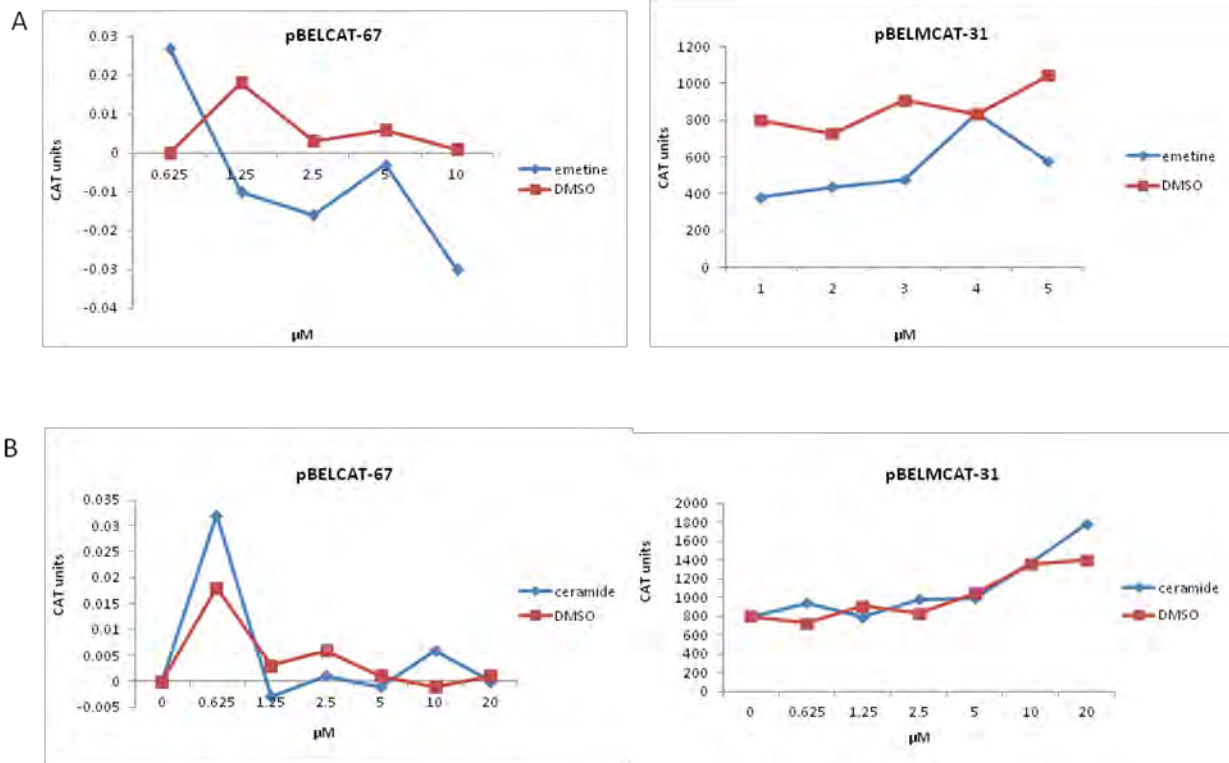 A
pBELCAT-67
0.03
0.02
0.01
0
-0.01
-0.02
-0.03
-0.04
CAT units
0.625
1.25
2.5
5
10
µM
emetine
DMSO
pBELMCAT-31
1200
1000
800
600
400
200
0
CAT units
1
2
3
4
5
µM
emetine
DMSO
B
pBELCAT-67
0.035
0.03
0.025
0.02
0.015
0.01
0.005
0
-0.005
CAT units
0
0.625
1.25
2.5
5
10
20
µM
ceramide
DMSO
pBELMCAT-31
2000
1800
1600
1400
1200
1000
800
600
400
200
0
CAT units
0
0.625
1.25
2.5
5
10
20
µM
ceramide
DMSO